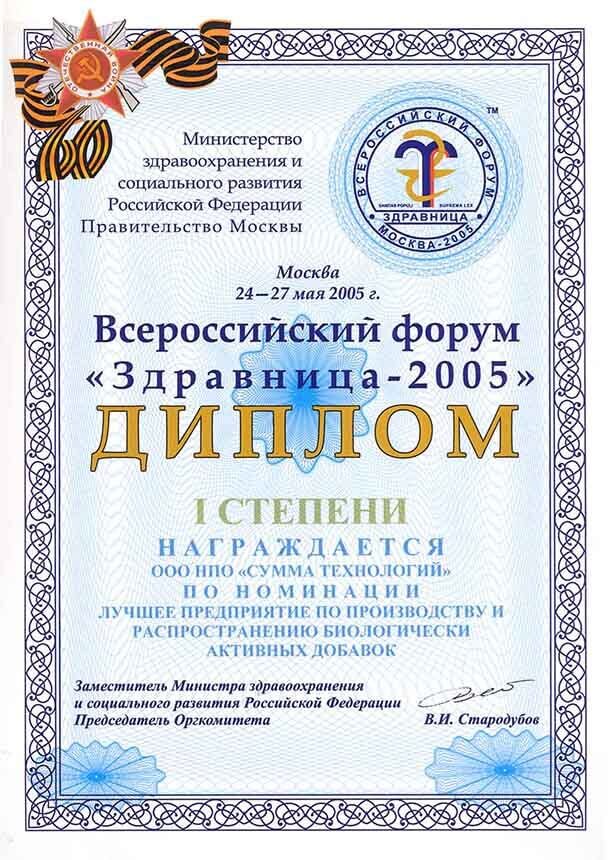 ОТЕЧЕСТВЕННАЯ ВОЙНА
60
Министерство
здравоохранения и
социального развития
Российской Федерации
Правительство Москвы
ВСЕРОССИЙСКИЙ ФОРУМ
TM
SANITAS POPULI SUPREMA LEX
ЗДРАВНИЦА
МОСКВА-2005
Москва
24—27 мая 2005 г.
Всероссийский форум
«Здравница-2005»
ДИПЛОМ
I СТЕПЕНИ
НАГРАЖДАЕТСЯ
ООО НПО «СУММА ТЕХНОЛОГИЙ»
ПО НОМИНАЦИИ
ЛУЧШЕЕ ПРЕДПРИЯТИЕ ПО ПРОИЗВОДСТВУ И
РАСПРОСТРАНЕНИЮ БИОЛОГИЧЕСКИ
АКТИВНЫХ ДОБАВОК
Заместитель Министра здравоохранения
и социального развития Российской Федерации
Председатель Оргкомитета
В.И. Стародубов